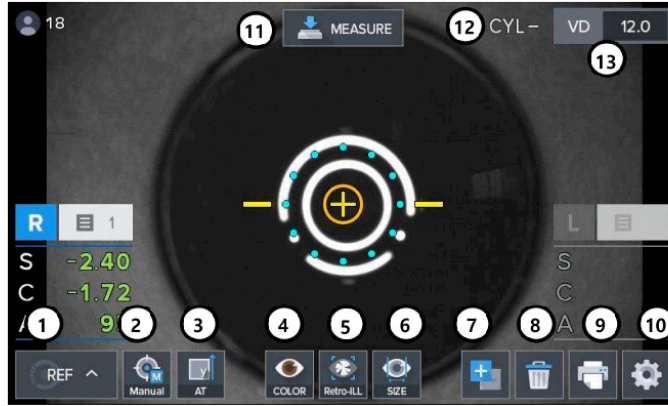 18
11
MEASURE
12
CYL-
VD 12.0
13
R
1
L
S -2.40
C -1.72
A 9
S
C
A
1
2
3
4
5
6
7
8
9
10
REF
M
Manual
y
AT
COLOR
Retro-ILL
SIZE